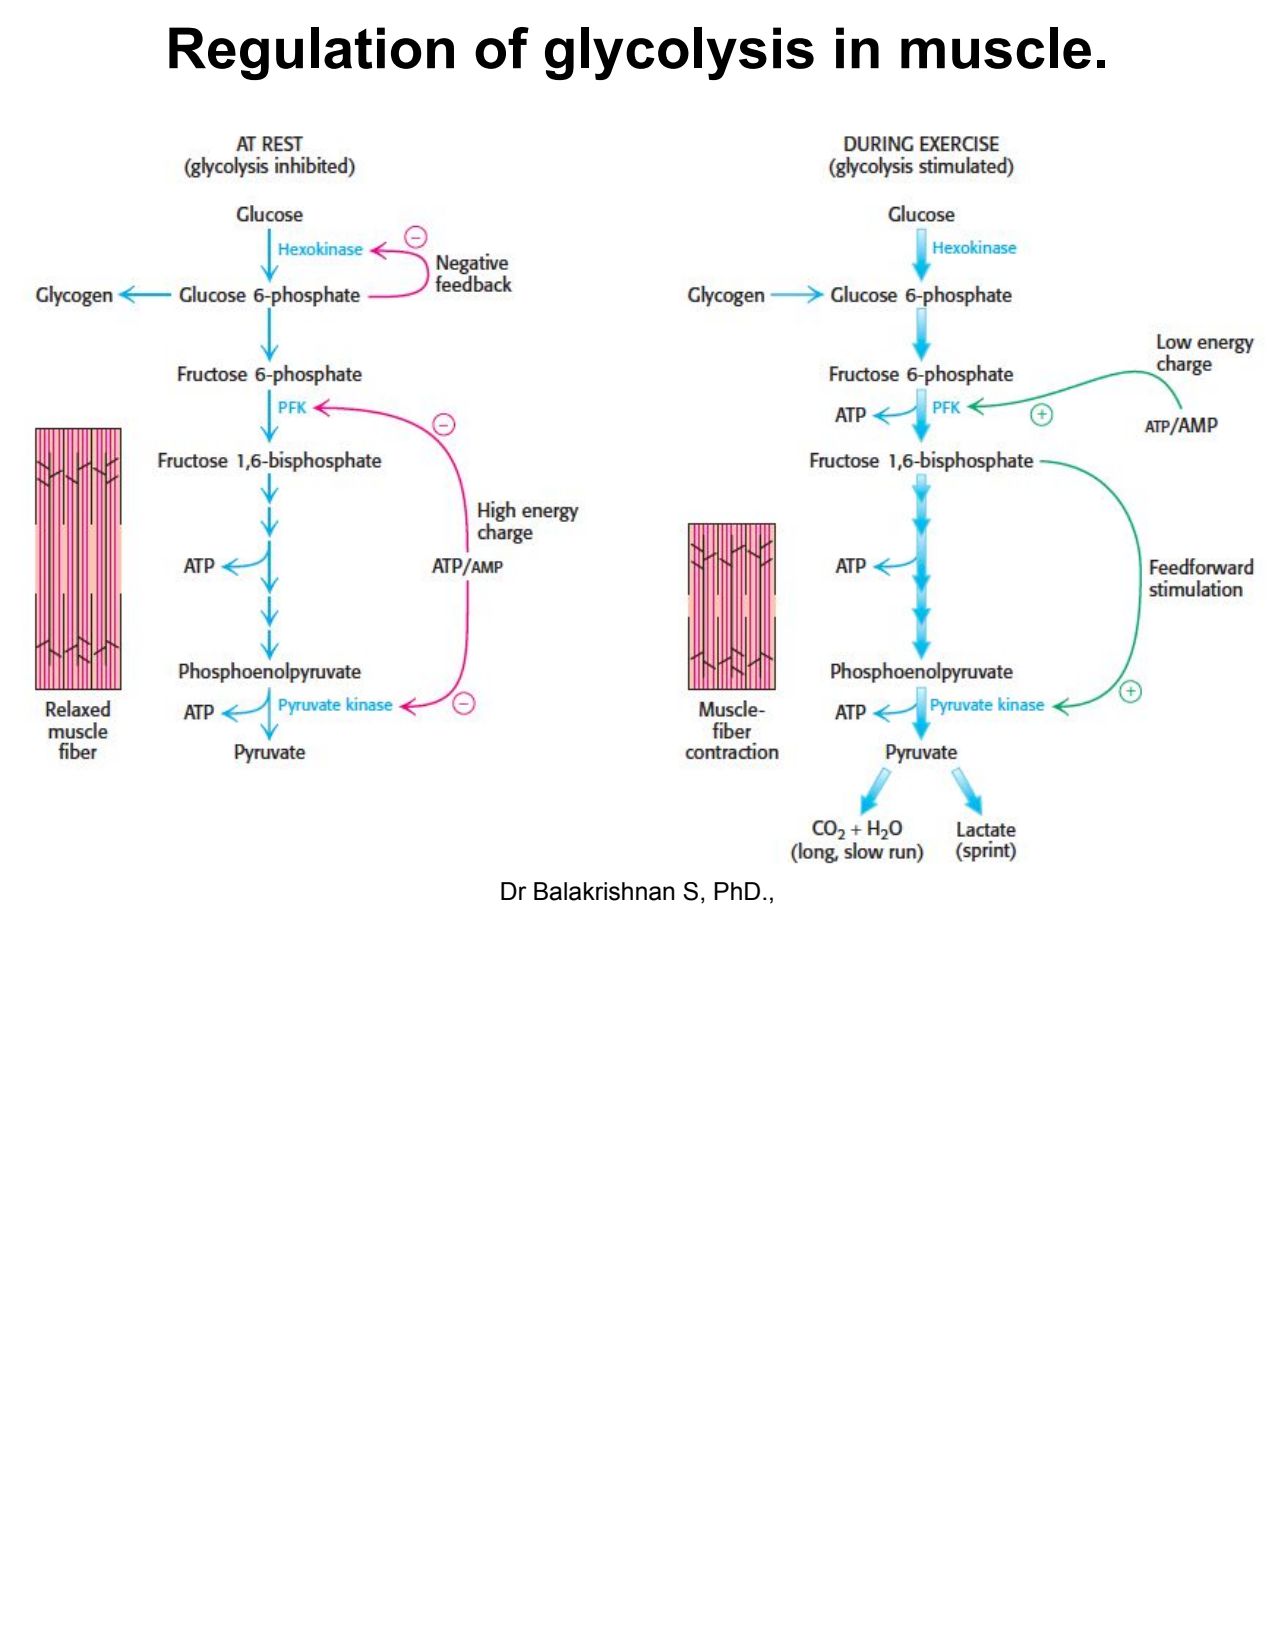 Regulation of glycolysis in muscle.
AT REST
(glycolysis inhibited)
Glucose
Hexokinase
−
Negative
feedback
Glycogen
Glucose 6-phosphate
Fructose 6-phosphate
PFK
−
Fructose 1,6-bisphosphate
High energy
charge
ATP
ATP/AMP
Phosphoenolpyruvate
ATP
Pyruvate kinase
−
Pyruvate
Relaxed
muscle
fiber
DURING EXERCISE
(glycolysis stimulated)
Glucose
Hexokinase
Glycogen
Glucose 6-phosphate
Low energy
charge
Fructose 6-phosphate
ATP
PFK
+
ATP/AMP
Fructose 1,6-bisphosphate
ATP
Feedforward
stimulation
Phosphoenolpyruvate
ATP
Pyruvate kinase
+
Pyruvate
Muscle-
fiber
contraction
CO₂ + H₂O
(long, slow run)
Lactate
(sprint)
Dr Balakrishnan S, PhD.,